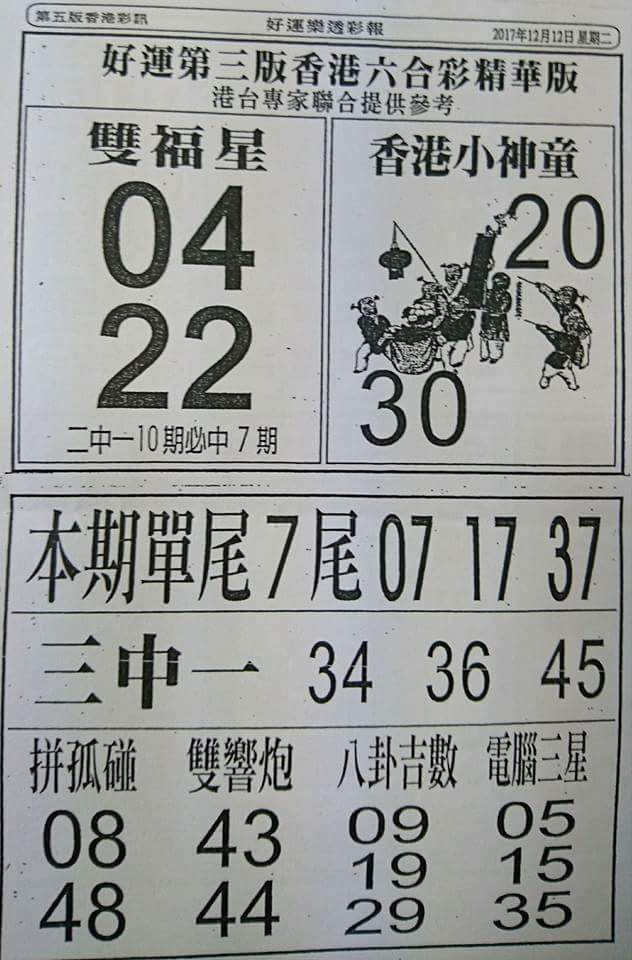 第五版香港彩訊 好運樂透彩報 2017年12月12日 星期二
好運第三版香港六合彩精華版
港台專家聯合提供參考
雙福星
04
22
二中一10期必中7期
香港小神童
20
30
本期單尾7尾 07 17 37
三中一 34 36 45
拼孤碰 雙響炮 八卦吉數 電腦三星
08 43 09 05
19 15
48 44 29 35